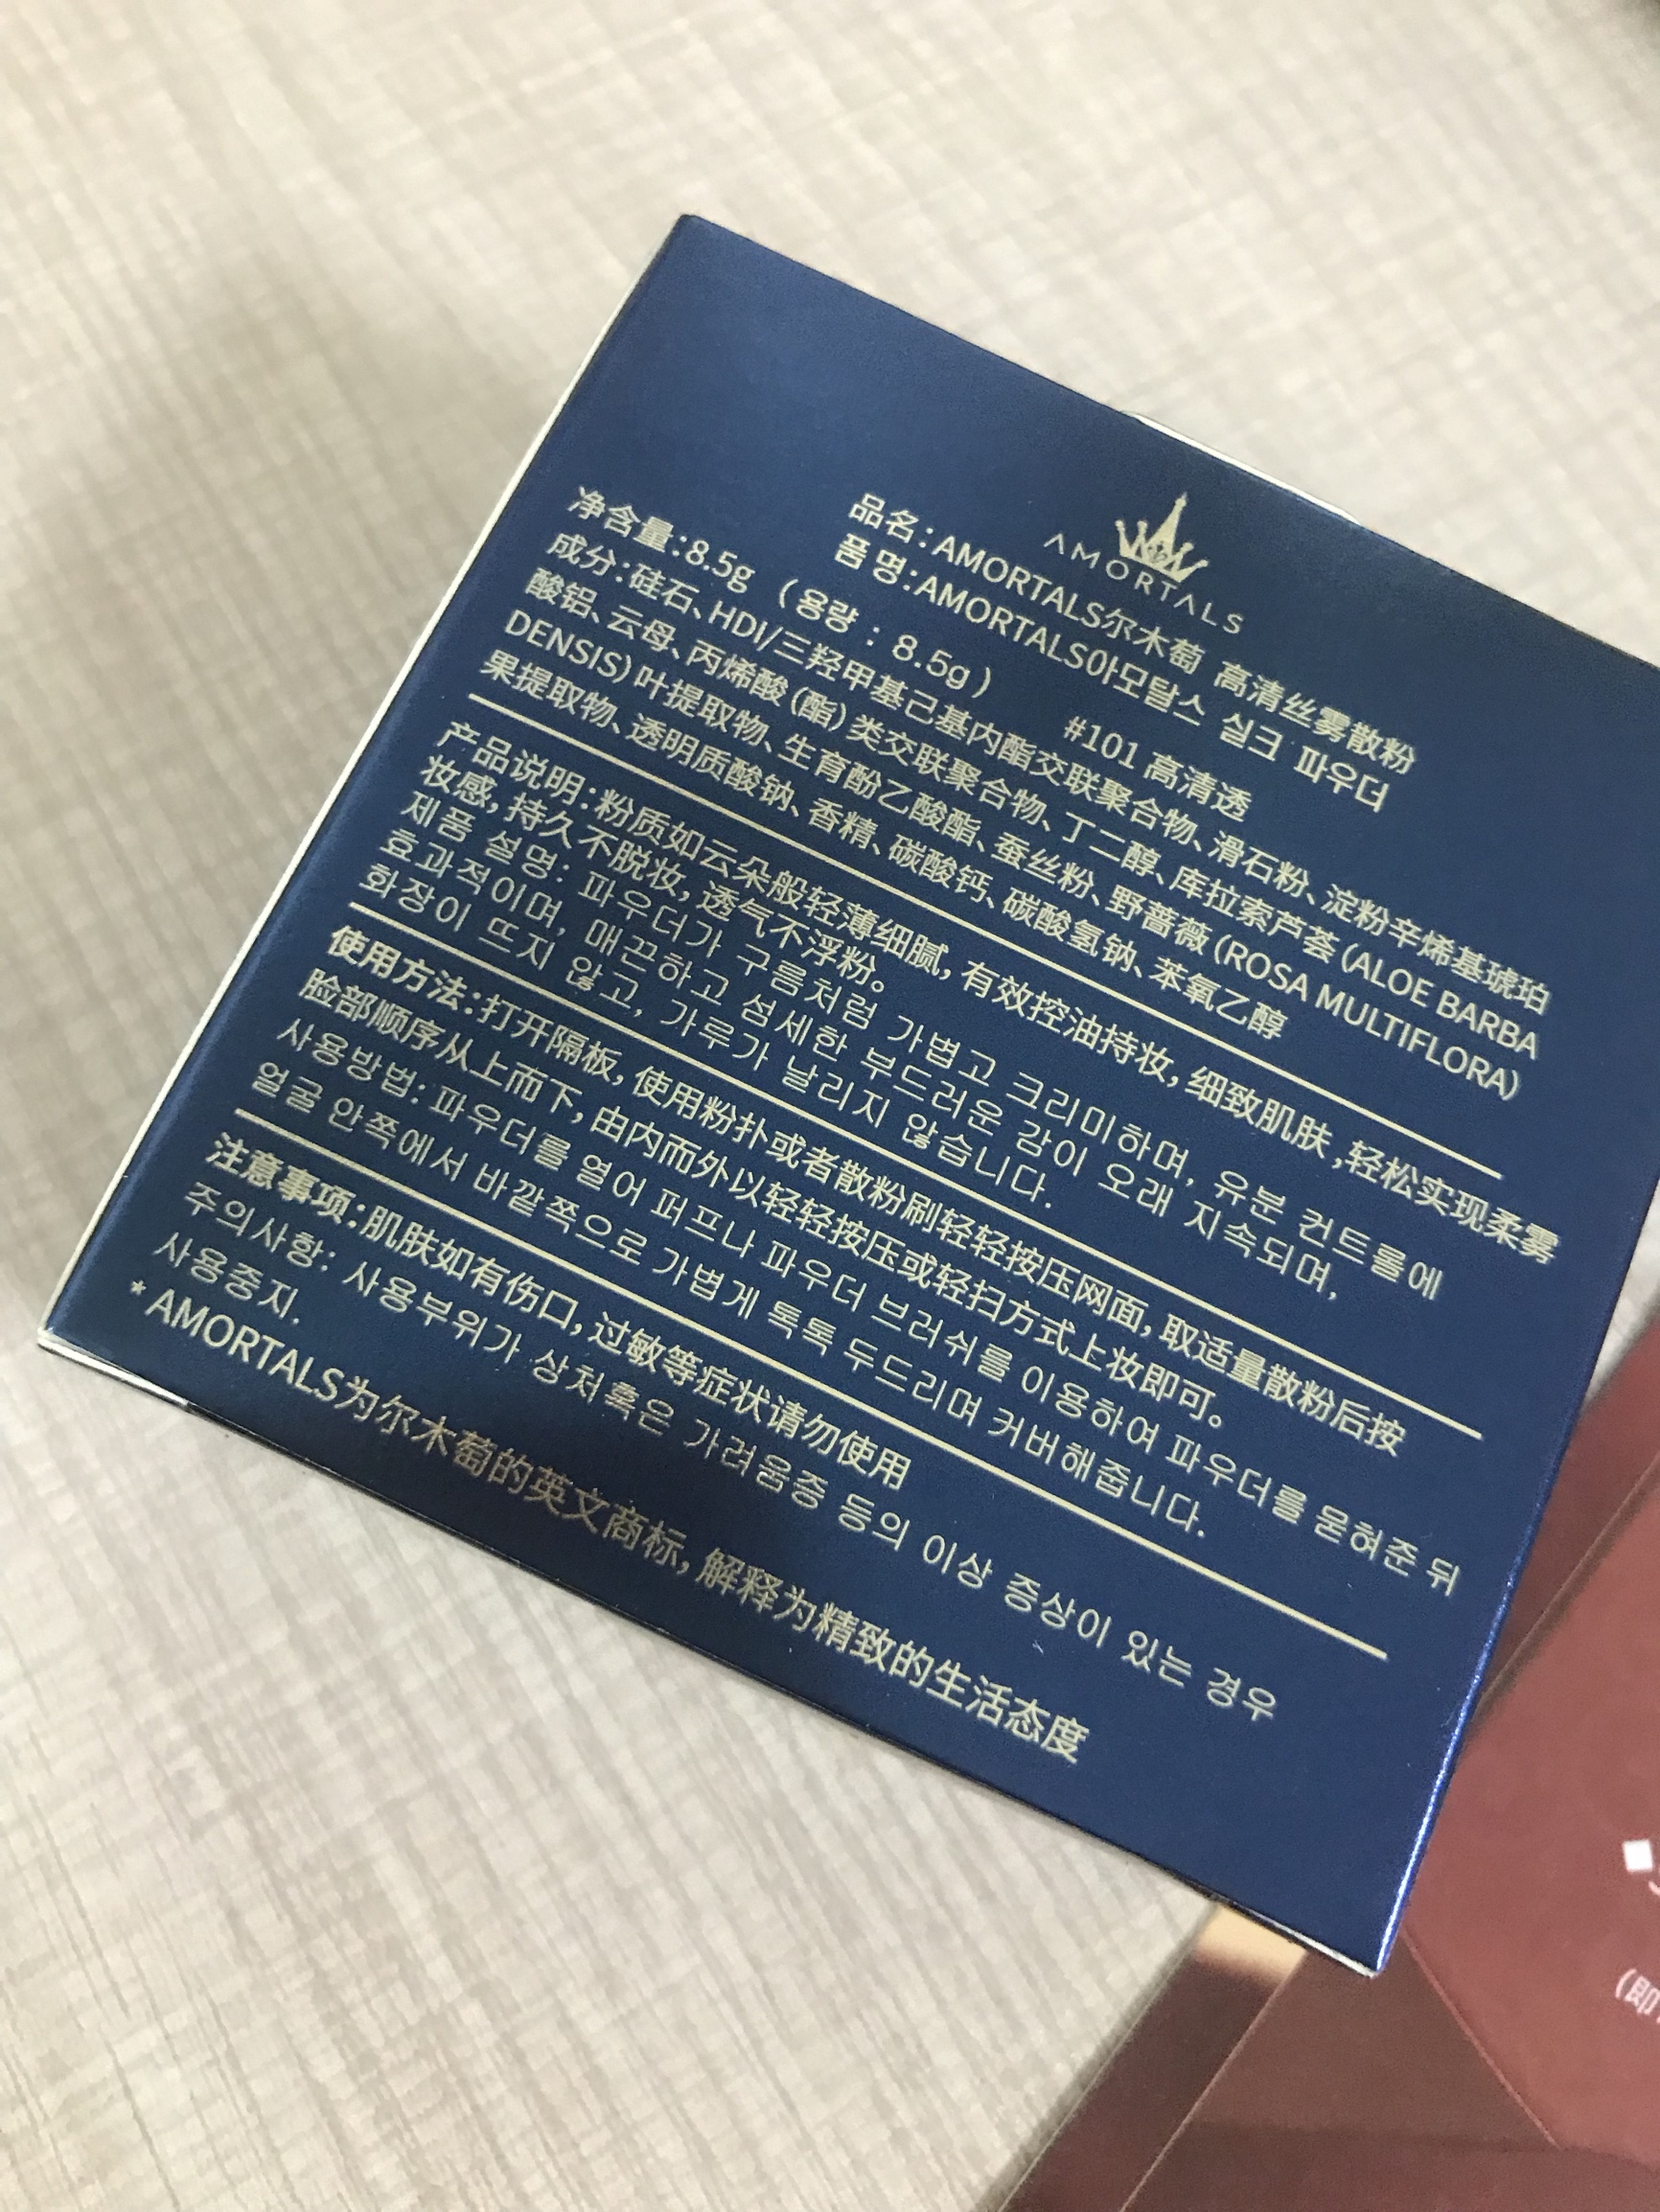 AMORTALS
品名：AMORTALS尔木萄 高清丝雾散粉
품 명：AMORTALS아모탈스 실크 파우더
净含量：8.5g （용량 : 8.5g） #101 高清透
成分：硅石、HDI/三羟甲基己基内酯交联聚合物、滑石粉、淀粉辛烯基琥珀
酸铝、云母、丙烯酸（酯）类交联聚合物、丁二醇、库拉索芦荟（ALOE BARBA
DENSIS）叶提取物、生育酚乙酸酯、蚕丝粉、野蔷薇（ROSA MULTIFLORA）
果提取物、透明质酸钠、香精、碳酸钙、碳酸氢钠、苯氧乙醇
产品说明：粉质如云朵般轻薄细腻，有效控油持妆，细致肌肤，轻松实现柔雾
妆感，持久不脱妆，透气不浮粉。
제품 설명: 파우더가 구름처럼 가볍고 크리미하며, 유분 컨트롤에
효과적이며, 매끈하고 섬세한 부드러운 감이 오래 지속되며,
화장이 뜨지 않고, 가루가 날리지 않습니다.
使用方法：打开隔板，使用粉扑或者散粉刷轻轻按压网面，取适量散粉后按
脸部顺序从上而下，由内而外以轻轻按压或轻扫方式上妆即可。
사용방법: 파우더를 열어 퍼프나 파우더 브러쉬를 이용하여 파우더를 묻혀준 뒤
얼굴 안쪽에서 바깥쪽으로 가볍게 톡톡 두드리며 커버해줍니다.
注意事项：肌肤如有伤口，过敏等症状请勿使用
주의사항: 사용부위가 상처혹은 가려움증 등의 이상 증상이 있는 경우
사용중지.
*AMORTALS为尔木萄的英文商标，解释为精致的生活态度
(即